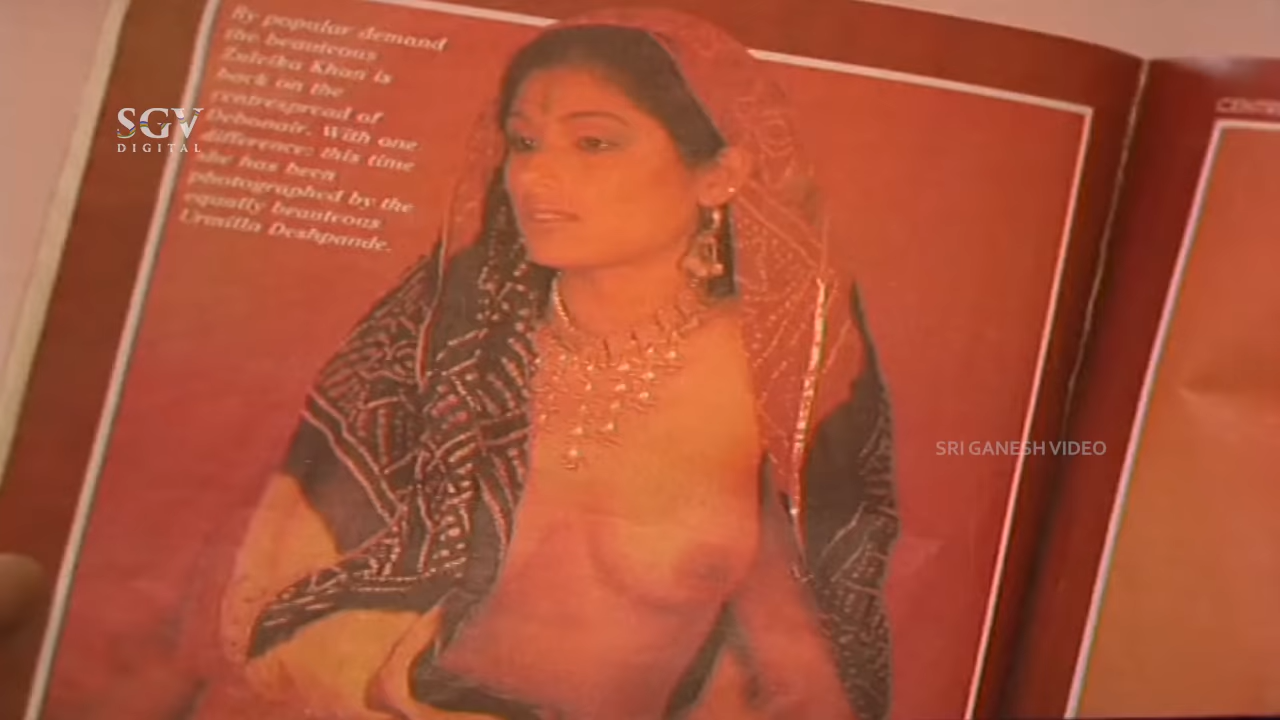 By popular demand
the beauteous
Zuleika Khan is
back on the
centrespread of
Debonair. With one
difference: this time
she has been
photographed by the
equally beauteous
Urmilla Deshpande.
SGV
DIGITAL
SRI GANESH VIDEO